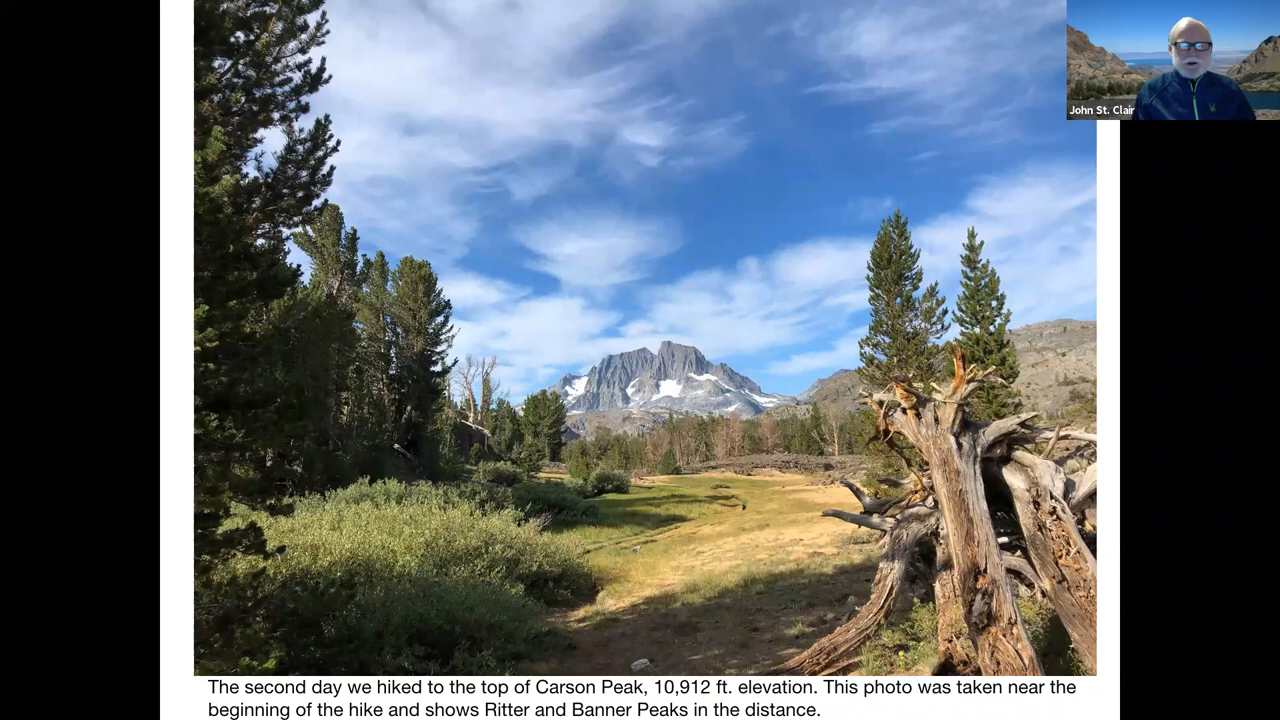 John St. Clair
The second day we hiked to the top of Carson Peak, 10,912 ft. elevation. This photo was taken near the
beginning of the hike and shows Ritter and Banner Peaks in the distance.